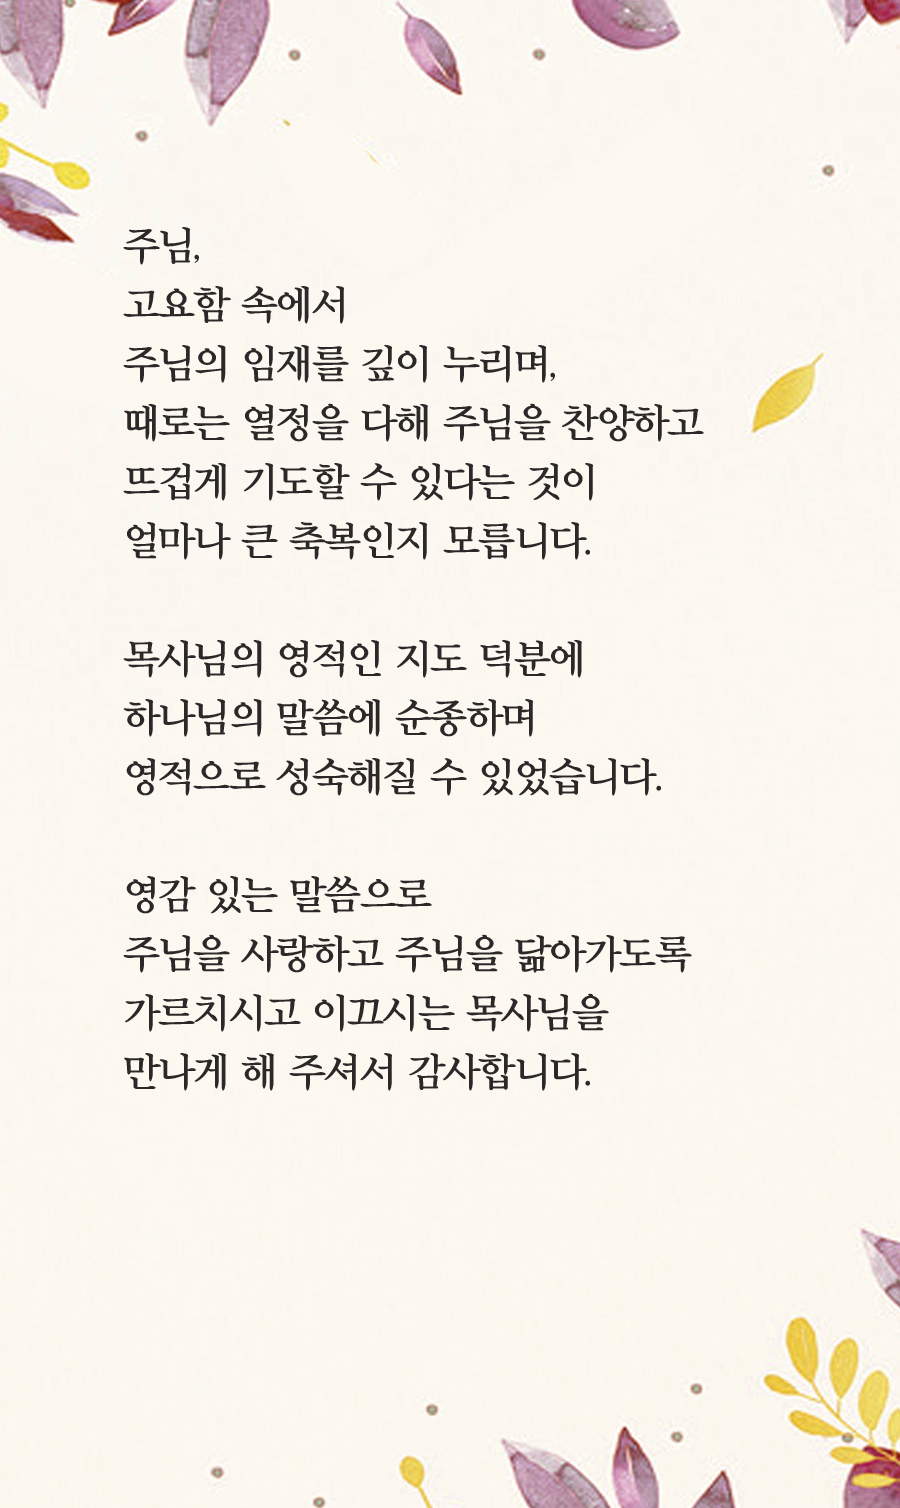 주님,
고요함 속에서
주님의 임재를 깊이 누리며,
때로는 열정을 다해 주님을 찬양하고
뜨겁게 기도할 수 있다는 것이
얼마나 큰 축복인지 모릅니다.
목사님의 영적인 지도 덕분에
하나님의 말씀에 순종하며
영적으로 성숙해질 수 있었습니다.
영감 있는 말씀으로
주님을 사랑하고 주님을 닮아가도록
가르치시고 이끄시는 목사님을
만나게 해 주셔서 감사합니다.